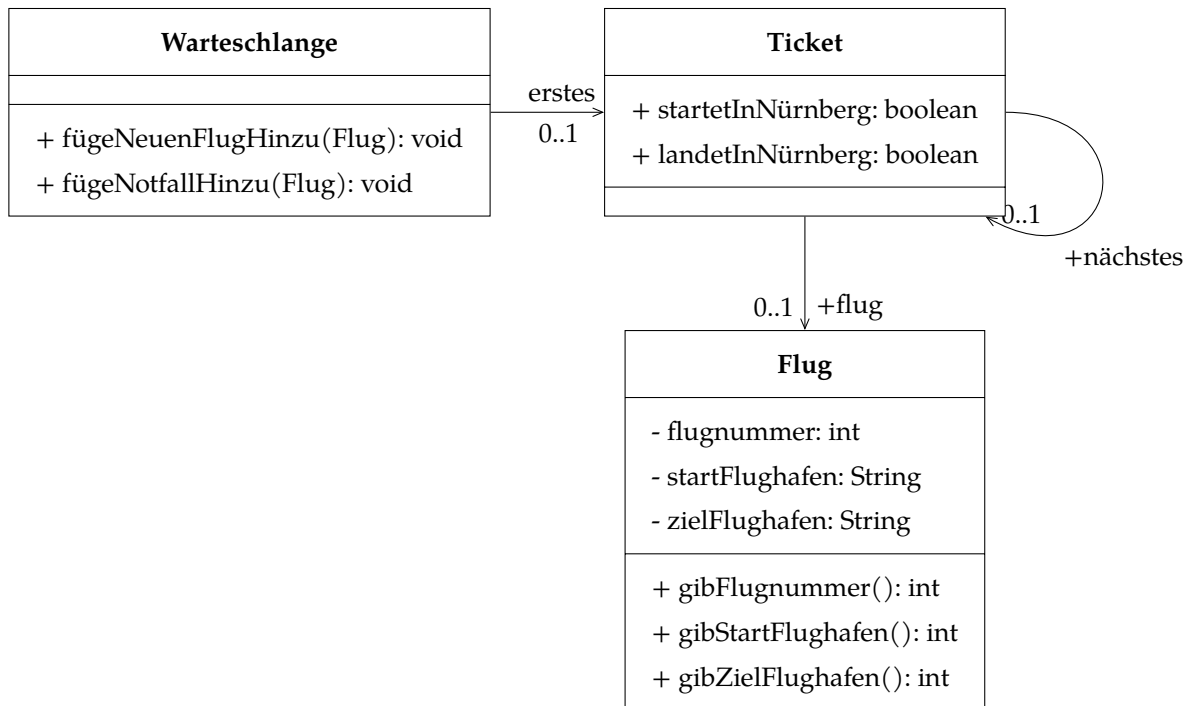 Warteschlange
+ fügeNeuenFlugHinzu(Flug): void
+ fügeNotfallHinzu(Flug): void
erstes
0..1
Ticket
+ startetInNürnberg: boolean
+ landetInNürnberg: boolean
0..1
+nächstes
0..1 +flug
Flug
- flugnummer: int
- startFlughafen: String
- zielFlughafen: String
+ gibFlugnummer(): int
+ gibStartFlughafen(): int
+ gibZielFlughafen(): int